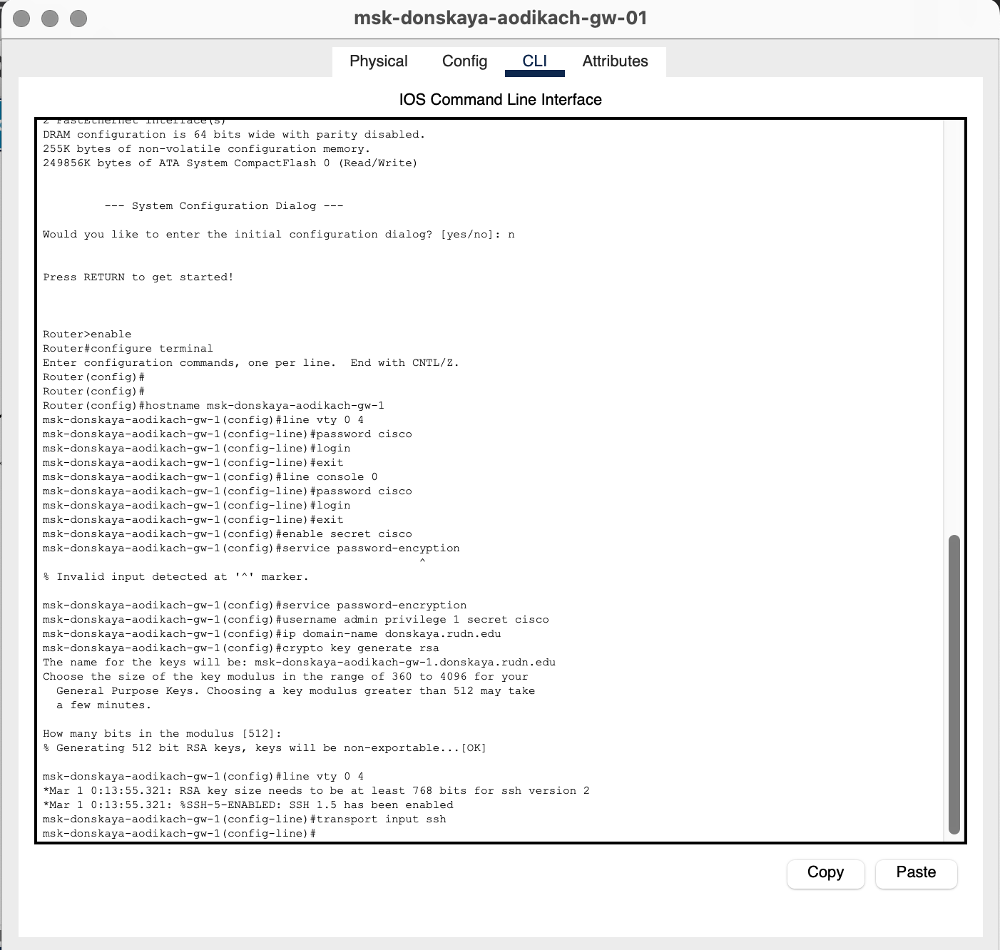 msk-donskaya-aodikach-gw-01
Physical Config CLI Attributes
IOS Command Line Interface
2 FastEthernet interface(s)
DRAM configuration is 64 bits wide with parity disabled.
255K bytes of non-volatile configuration memory.
249856K bytes of ATA System CompactFlash 0 (Read/Write)
--- System Configuration Dialog ---
Would you like to enter the initial configuration dialog? [yes/no]: n
Press RETURN to get started!
Router>enable
Router#configure terminal
Enter configuration commands, one per line.  End with CNTL/Z.
Router(config)#
Router(config)#
Router(config)#hostname msk-donskaya-aodikach-gw-1
msk-donskaya-aodikach-gw-1(config)#line vty 0 4
msk-donskaya-aodikach-gw-1(config-line)#password cisco
msk-donskaya-aodikach-gw-1(config-line)#login
msk-donskaya-aodikach-gw-1(config-line)#exit
msk-donskaya-aodikach-gw-1(config)#line console 0
msk-donskaya-aodikach-gw-1(config-line)#password cisco
msk-donskaya-aodikach-gw-1(config-line)#login
msk-donskaya-aodikach-gw-1(config-line)#exit
msk-donskaya-aodikach-gw-1(config)#enable secret cisco
msk-donskaya-aodikach-gw-1(config)#service password-encyption
^
% Invalid input detected at '^' marker.
msk-donskaya-aodikach-gw-1(config)#service password-encryption
msk-donskaya-aodikach-gw-1(config)#username admin privilege 1 secret cisco
msk-donskaya-aodikach-gw-1(config)#ip domain-name donskaya.rudn.edu
msk-donskaya-aodikach-gw-1(config)#crypto key generate rsa
The name for the keys will be: msk-donskaya-aodikach-gw-1.donskaya.rudn.edu
Choose the size of the key modulus in the range of 360 to 4096 for your
General Purpose Keys. Choosing a key modulus greater than 512 may take
a few minutes.
How many bits in the modulus [512]:
% Generating 512 bit RSA keys, keys will be non-exportable...[OK]
msk-donskaya-aodikach-gw-1(config)#line vty 0 4
*Mar 1 0:13:55.321: RSA key size needs to be at least 768 bits for ssh version 2
*Mar 1 0:13:55.321: %SSH-5-ENABLED: SSH 1.5 has been enabled
msk-donskaya-aodikach-gw-1(config-line)#transport input ssh
msk-donskaya-aodikach-gw-1(config-line)#
Copy Paste